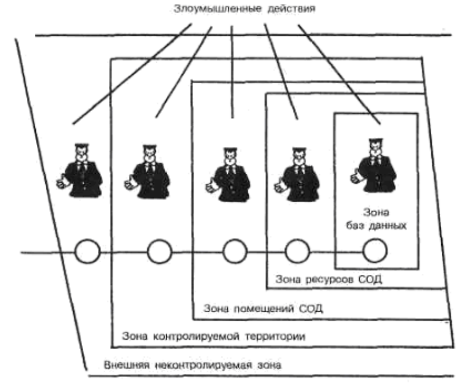 Злоумышленные действия
Зона
баз данных
Зона ресурсов СОД
Зона помещений СОД
Зона контролируемой территории
Внешняя неконтролируемая зона